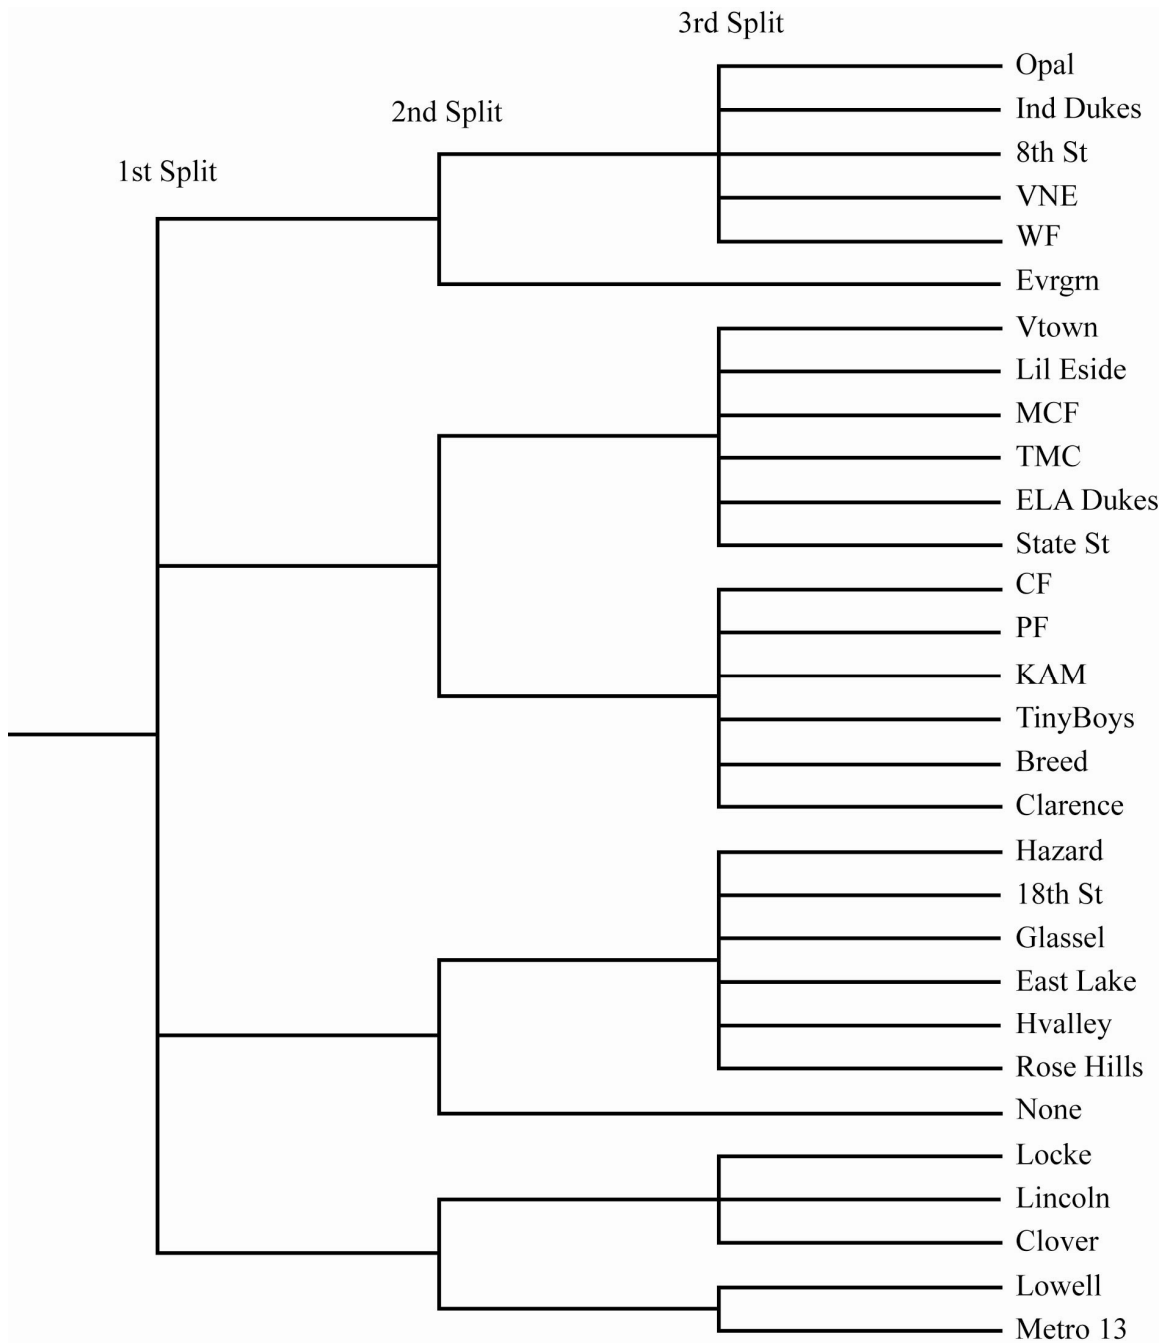 3rd Split
2nd Split
1st Split
Opal
Ind Dukes
8th St
VNE
WF
Evrgrn
Vtown
Lil Eside
MCF
TMC
ELA Dukes
State St
CF
PF
KAM
TinyBoys
Breed
Clarence
Hazard
18th St
Glassel
East Lake
Hvalley
Rose Hills
None
Locke
Lincoln
Clover
Lowell
Metro 13